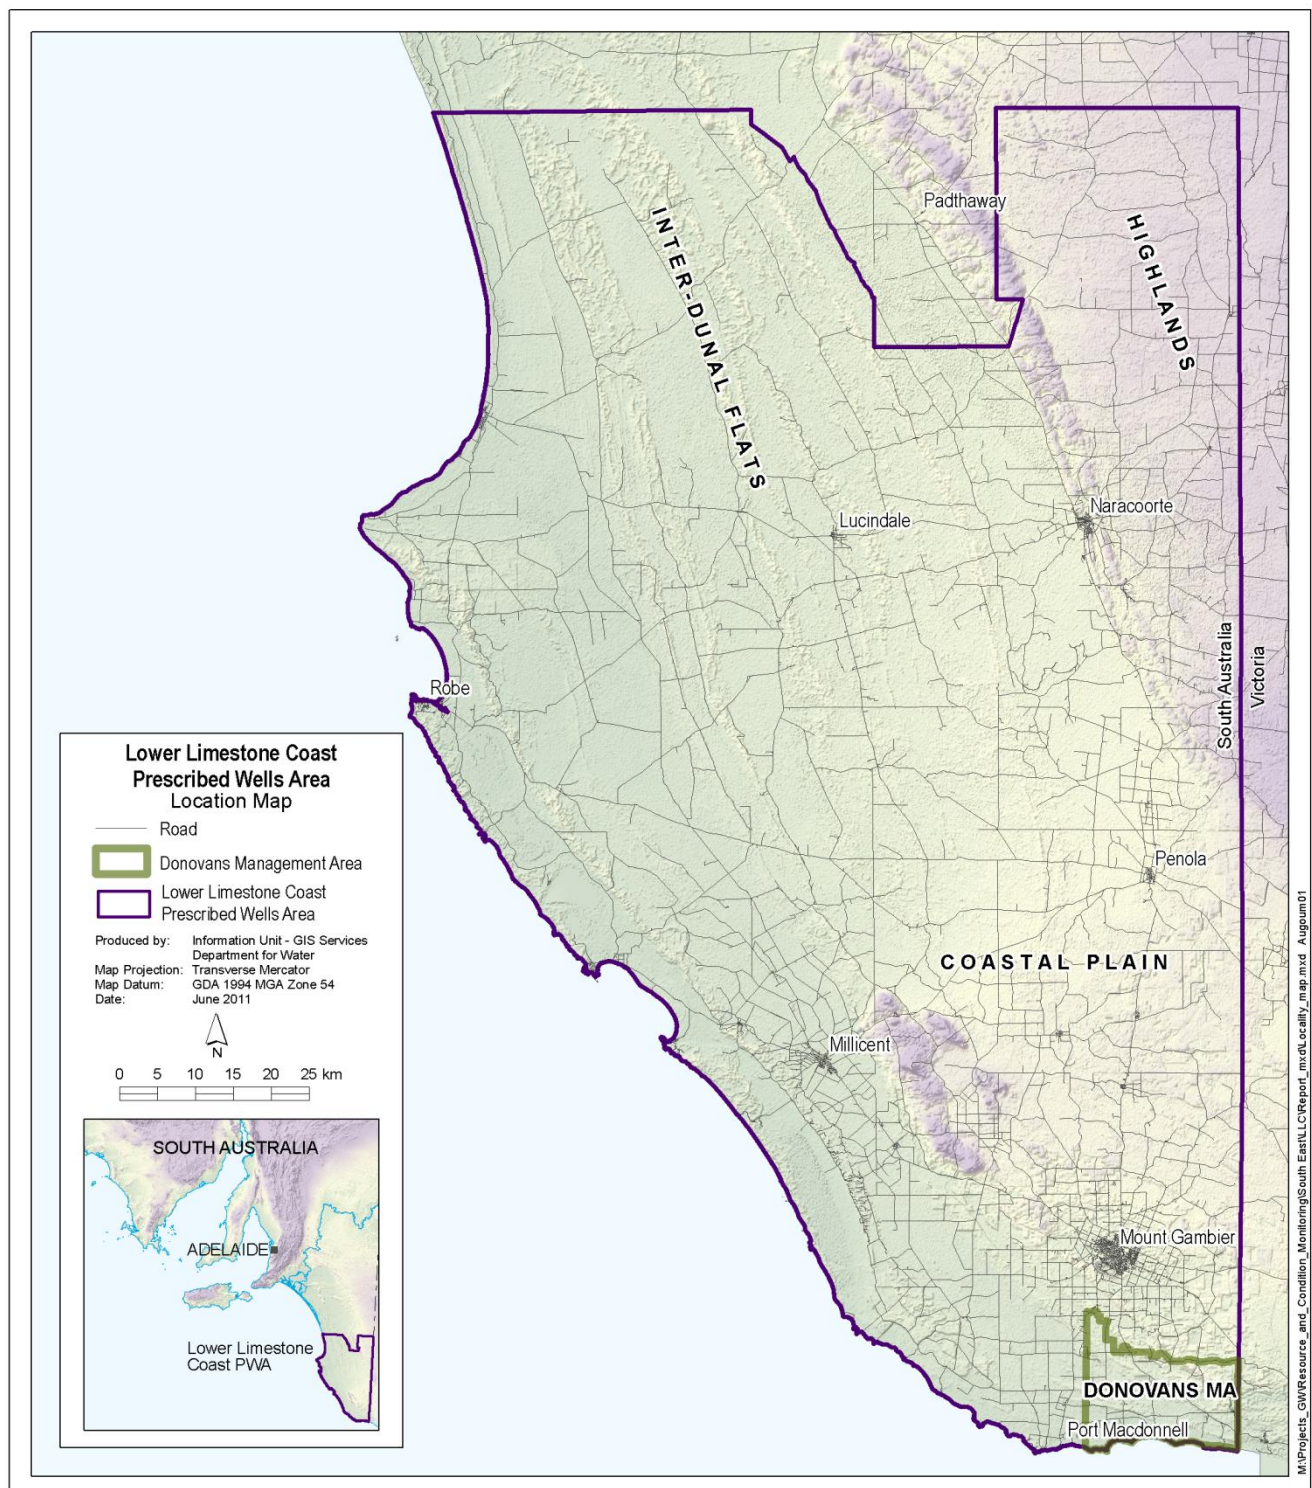 Padthaway
HIGHLANDS
INTER-DUNAL FLATS
Lucindale
Naracoorte
South Australia
Victoria
Robe
Penola
COASTAL PLAIN
Millicent
Mount Gambier
DONOVANS MA
Port Macdonnell
Lower Limestone Coast
Prescribed Wells Area
Location Map
Road
Donovans Management Area
Lower Limestone Coast
Prescribed Wells Area
Produced by: Information Unit - GIS Services
Department for Water
Map Projection: Transverse Mercator
Map Datum: GDA 1994 MGA Zone 54
Date: June 2011
N
0 5 10 15 20 25 km
SOUTH AUSTRALIA
ADELAIDE
Lower Limestone
Coast PWA
M:\Projects_GW\Resource_and_Condition_Monitoring\South East\LLC\Report_mxd\Locality_map.mxd Augoum01